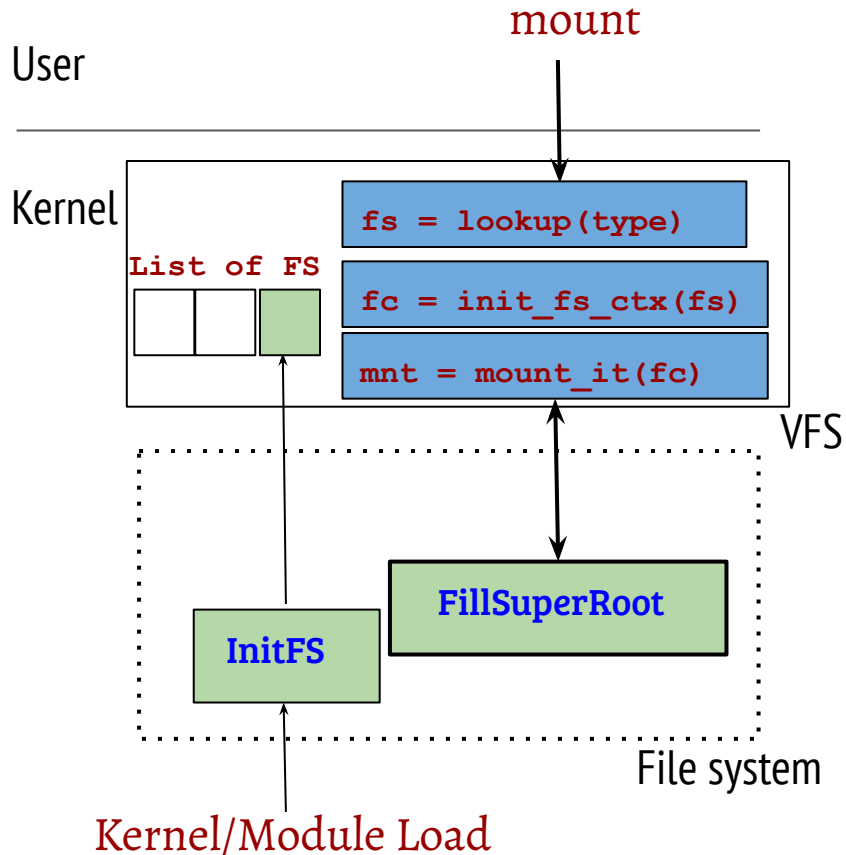 mount
User
Kernel
fs = lookup(type)
List of FS
fc = init_fs_ctx(fs)
mnt = mount_it(fc)
VFS
FillSuperRoot
InitFS
File system
Kernel/Module Load